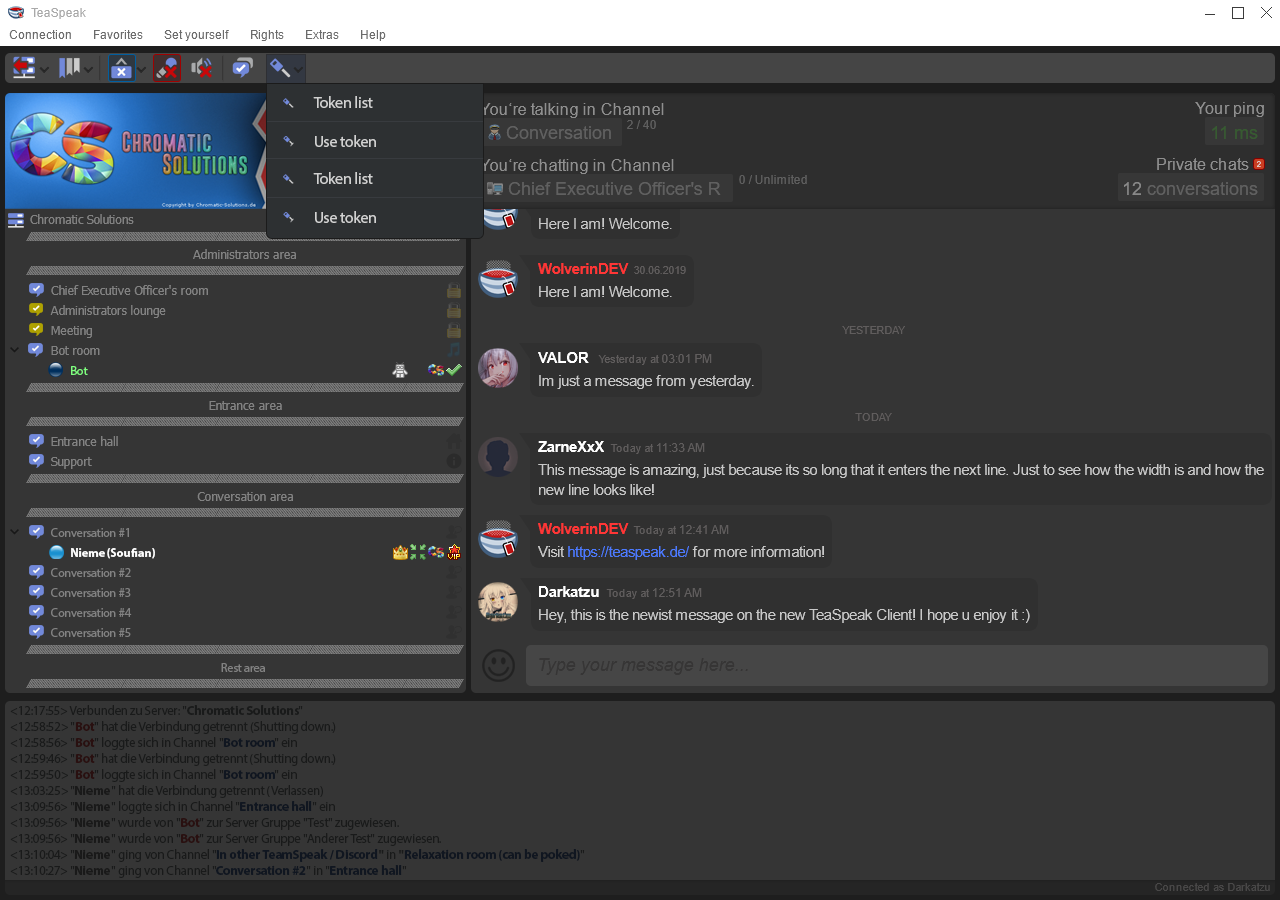 TeaSpeak
Connection Favorites Set yourself Rights Extras Help
Token list
Use token
Token list
Use token
CHROMATIC
SOLUTIONS
Copyright by Chromatic-Solutions.de
You're talking in Channel
Conversation 2 / 40
You're chatting in Channel
Chief Executive Officer's R 0 / Unlimited
Your ping
11 ms
Private chats 2
12 conversations
Chromatic Solutions
Administrators area
Chief Executive Officer's room
Administrators lounge
Meeting
Bot room
Bot
Entrance area
Entrance hall
Support
Conversation area
Conversation #1
Nieme (Soufian) VIP
Conversation #2
Conversation #3
Conversation #4
Conversation #5
Rest area
Here I am! Welcome.
WolverinDEV 30.06.2019
Here I am! Welcome.
YESTERDAY
VALOR Yesterday at 03:01 PM
Im just a message from yesterday.
TODAY
ZarneXxX Today at 11:33 AM
This message is amazing, just because its so long that it enters the next line. Just to see how the width is and how the
new line looks like!
WolverinDEV Today at 12:41 AM
Visit https://teaspeak.de/ for more information!
Darkatzu Today at 12:51 AM
Hey, this is the newist message on the new TeaSpeak Client! I hope u enjoy it :)
Type your message here...
<12:17:55> Verbunden zu Server: "Chromatic Solutions"
<12:58:52> "Bot" hat die Verbindung getrennt (Shutting down.)
<12:58:56> "Bot" loggte sich in Channel "Bot room" ein
<12:59:46> "Bot" hat die Verbindung getrennt (Shutting down.)
<12:59:50> "Bot" loggte sich in Channel "Bot room" ein
<13:03:25> "Nieme" hat die Verbindung getrennt (Verlassen)
<13:09:56> "Nieme" loggte sich in Channel "Entrance hall" ein
<13:09:56> "Nieme" wurde von "Bot" zur Server Gruppe "Test" zugewiesen.
<13:09:56> "Nieme" wurde von "Bot" zur Server Gruppe "Anderer Test" zugewiesen.
<13:10:04> "Nieme" ging von Channel "In other TeamSpeak / Discord" in "Relaxation room (can be poked)"
<13:10:27> "Nieme" ging von Channel "Conversation #2" in "Entrance hall"
Connected as Darkatzu